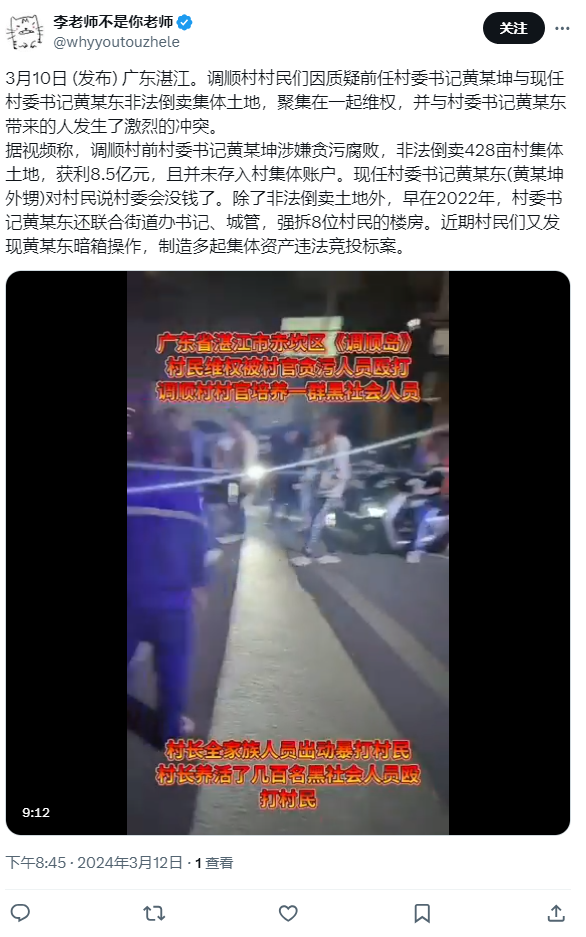 李老师不是你老师
@whyyoutouzhele
关注
3月10日 (发布) 广东湛江。调顺村村民们因质疑前任村委书记黄某坤与现任
村委书记黄某东非法倒卖集体土地，聚集在一起维权，并与村委书记黄某东
带来的人发生了激烈的冲突。
据视频称，调顺村前村委书记黄某坤涉嫌贪污腐败，非法倒卖428亩村集体
土地，获利8.5亿元，且并未存入村集体账户。现任村委书记黄某东(黄某坤
外甥)对村民说村委会没钱了。除了非法倒卖土地外，早在2022年，村委书
记黄某东还联合街道办书记、城管，强拆8位村民的楼房。近期村民们又发
现黄某东暗箱操作，制造多起集体资产违法竞投标案。
广东省湛江市赤坎区《调顺岛》
村民维权被村官贪污人员殴打
调顺村村官培养一群黑社会人员
村长全家族人员出动暴打村民
村长养活了几百名黑社会人员殴
打村民
9:12
下午8:45 · 2024年3月12日 · 1 查看